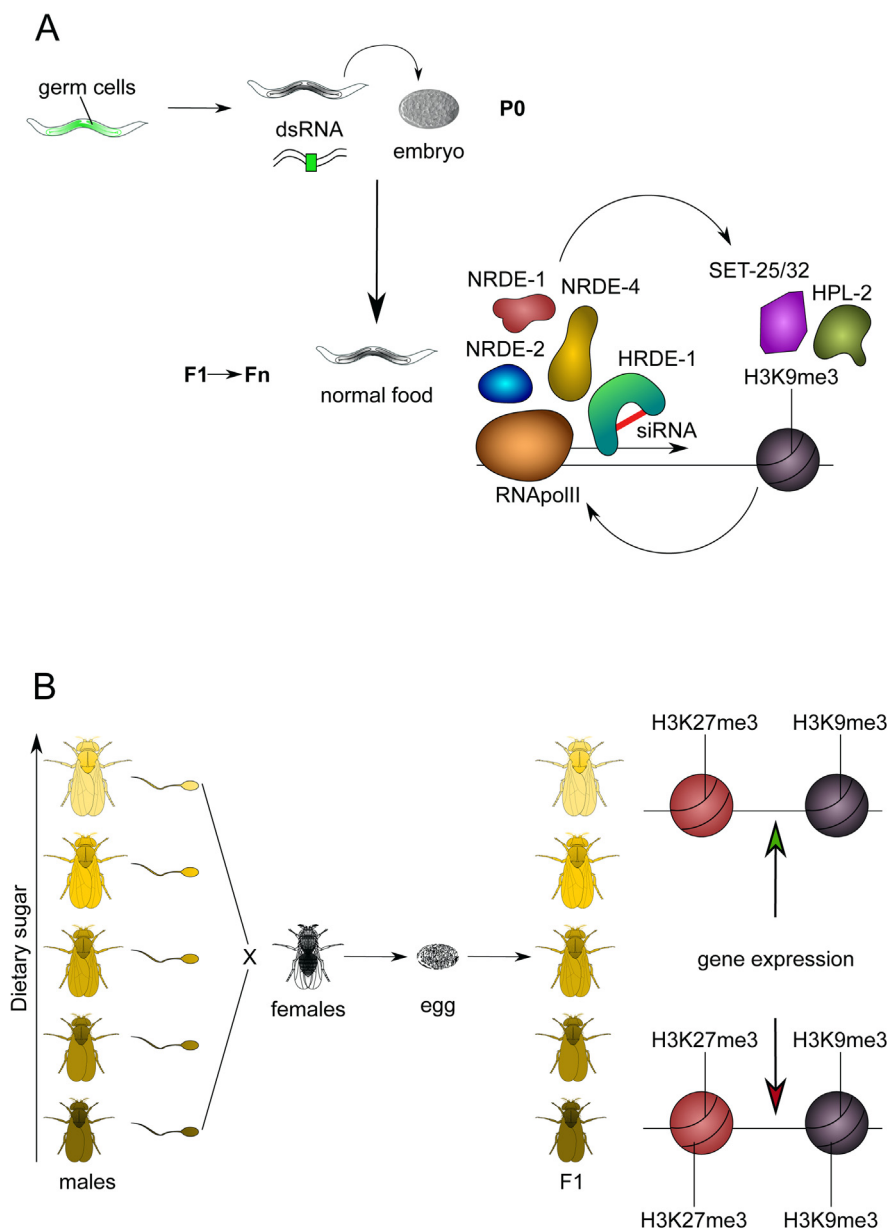 A
germ cells
dsRNA
embryo
P0
F1→Fn
normal food
NRDE-1
NRDE-4
NRDE-2
HRDE-1
siRNA
RNApolII
SET-25/32
HPL-2
H3K9me3
B
Dietary sugar
males
X
females
egg
F1
H3K27me3
H3K9me3
gene expression
H3K27me3
H3K9me3
H3K27me3
H3K9me3